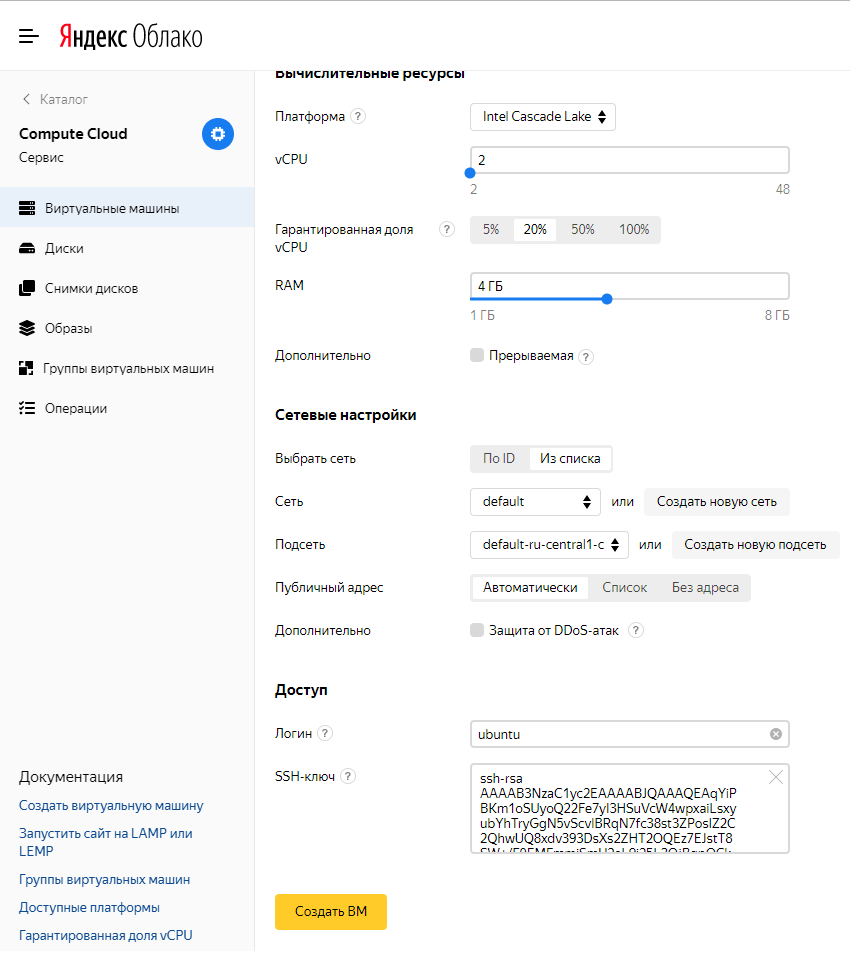 Яндекс Облако
Каталог
Compute Cloud
Сервис
Виртуальные машины
Диски
Снимки дисков
Образы
Группы виртуальных машин
Операции
Документация
Создать виртуальную машину
Запустить сайт на LAMP или
LEMP
Группы виртуальных машин
Доступные платформы
Гарантированная доля vCPU
Вычислительные ресурсы
Платформа ?
Intel Cascade Lake
vCPU
2
2 48
Гарантированная доля ?
vCPU
5% 20% 50% 100%
RAM
4 ГБ
1 ГБ 8 ГБ
Дополнительно
Прерываемая ?
Сетевые настройки
Выбрать сеть
По ID Из списка
Сеть
default или Создать новую сеть
Подсеть
default-ru-central1-c или Создать новую подсеть
Публичный адрес
Автоматически Список Без адреса
Дополнительно
Защита от DDoS-атак ?
Доступ
Логин ?
ubuntu
SSH-ключ ?
ssh-rsa
AAAAB3NzaC1yc2EAAAABJQAAAQEAqYiP
BKm1oSUyoQ22Fe7yl3HSuVcW4wpxaiLsxy
ubYhTryGgN5vScvlBRqN7fc38st3ZPosIZ2C
2QhwUQ8xdv393DsXs2ZHT2OQEz7EJstT8
Создать ВМ